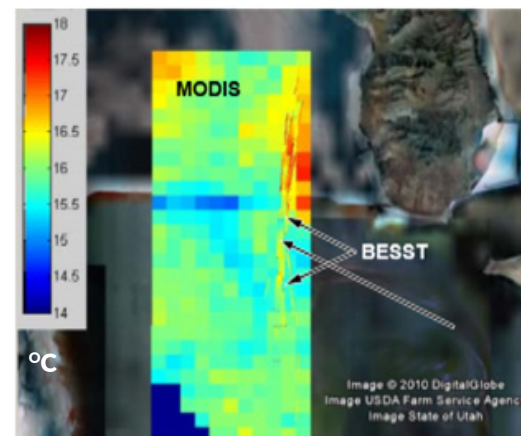 18
17.5
17
16.5
16
15.5
15
14.5
14
°C
MODIS
BESST
Image © 2010 DigitalGlobe
Image USDA Farm Service Agenc
Image State of Utah